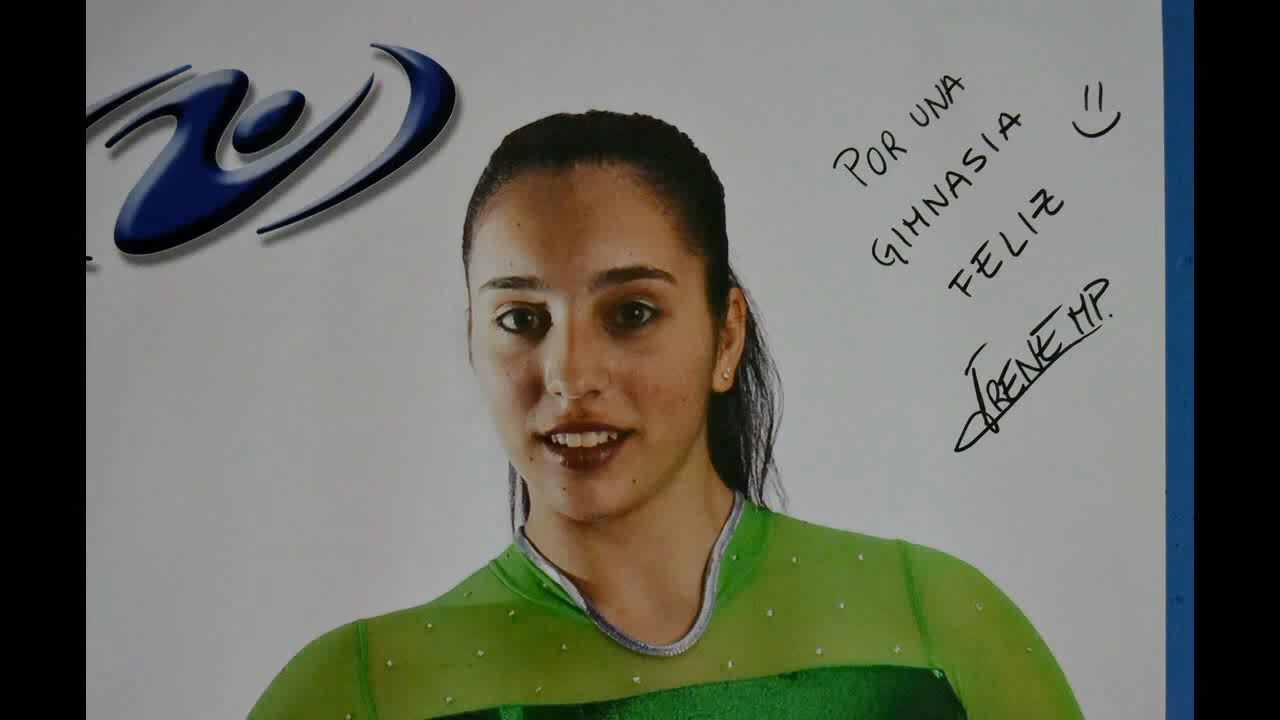 POR UNA
GIMNASIA
FELIZ
IRENE MP.